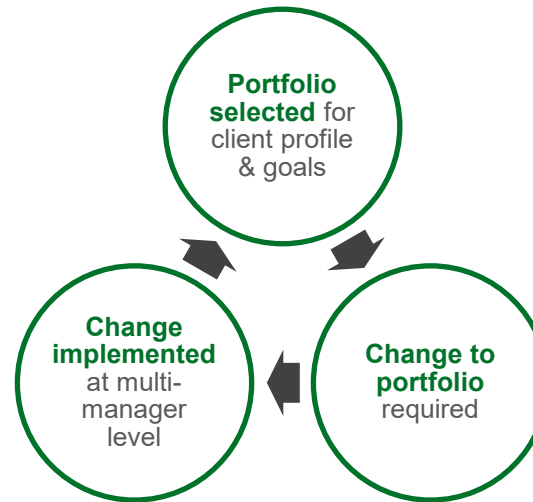 Portfolio
selected for
client profile
& goals
Change
implemented
at multi-
manager
level
Change to
portfolio
required